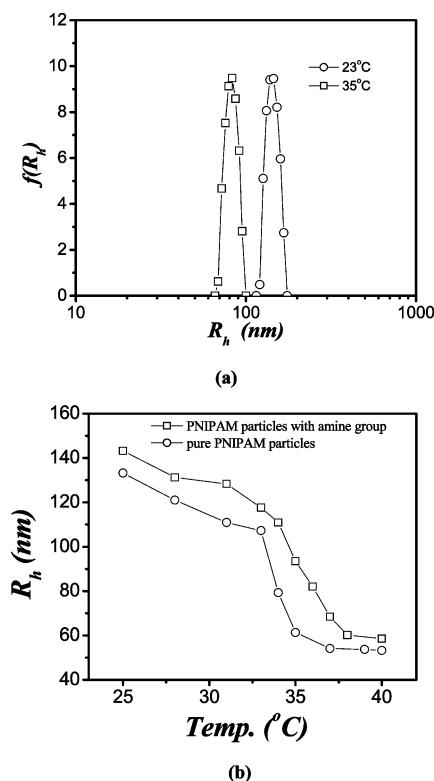 12
10
8
6
4
2
0
f(Rₕ)
23°C
35°C
10 100 1000
Rₕ (nm)
(a)
160
140
120
100
80
60
40
Rₕ (nm)
PNIPAM particles with amine group
pure PNIPAM particles
25 30 35 40
Temp. (°C)
(b)